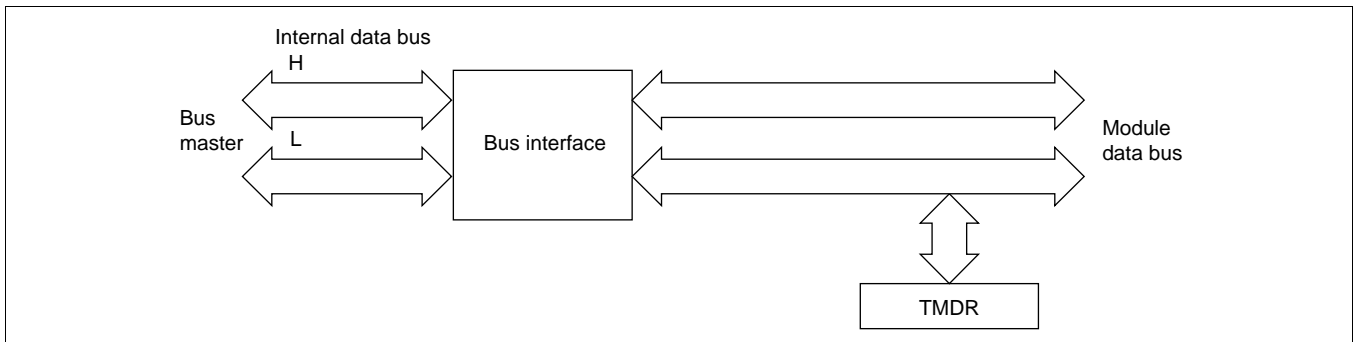 Internal data bus
H
Bus
master
L
Bus interface
Module
data bus
TMDR